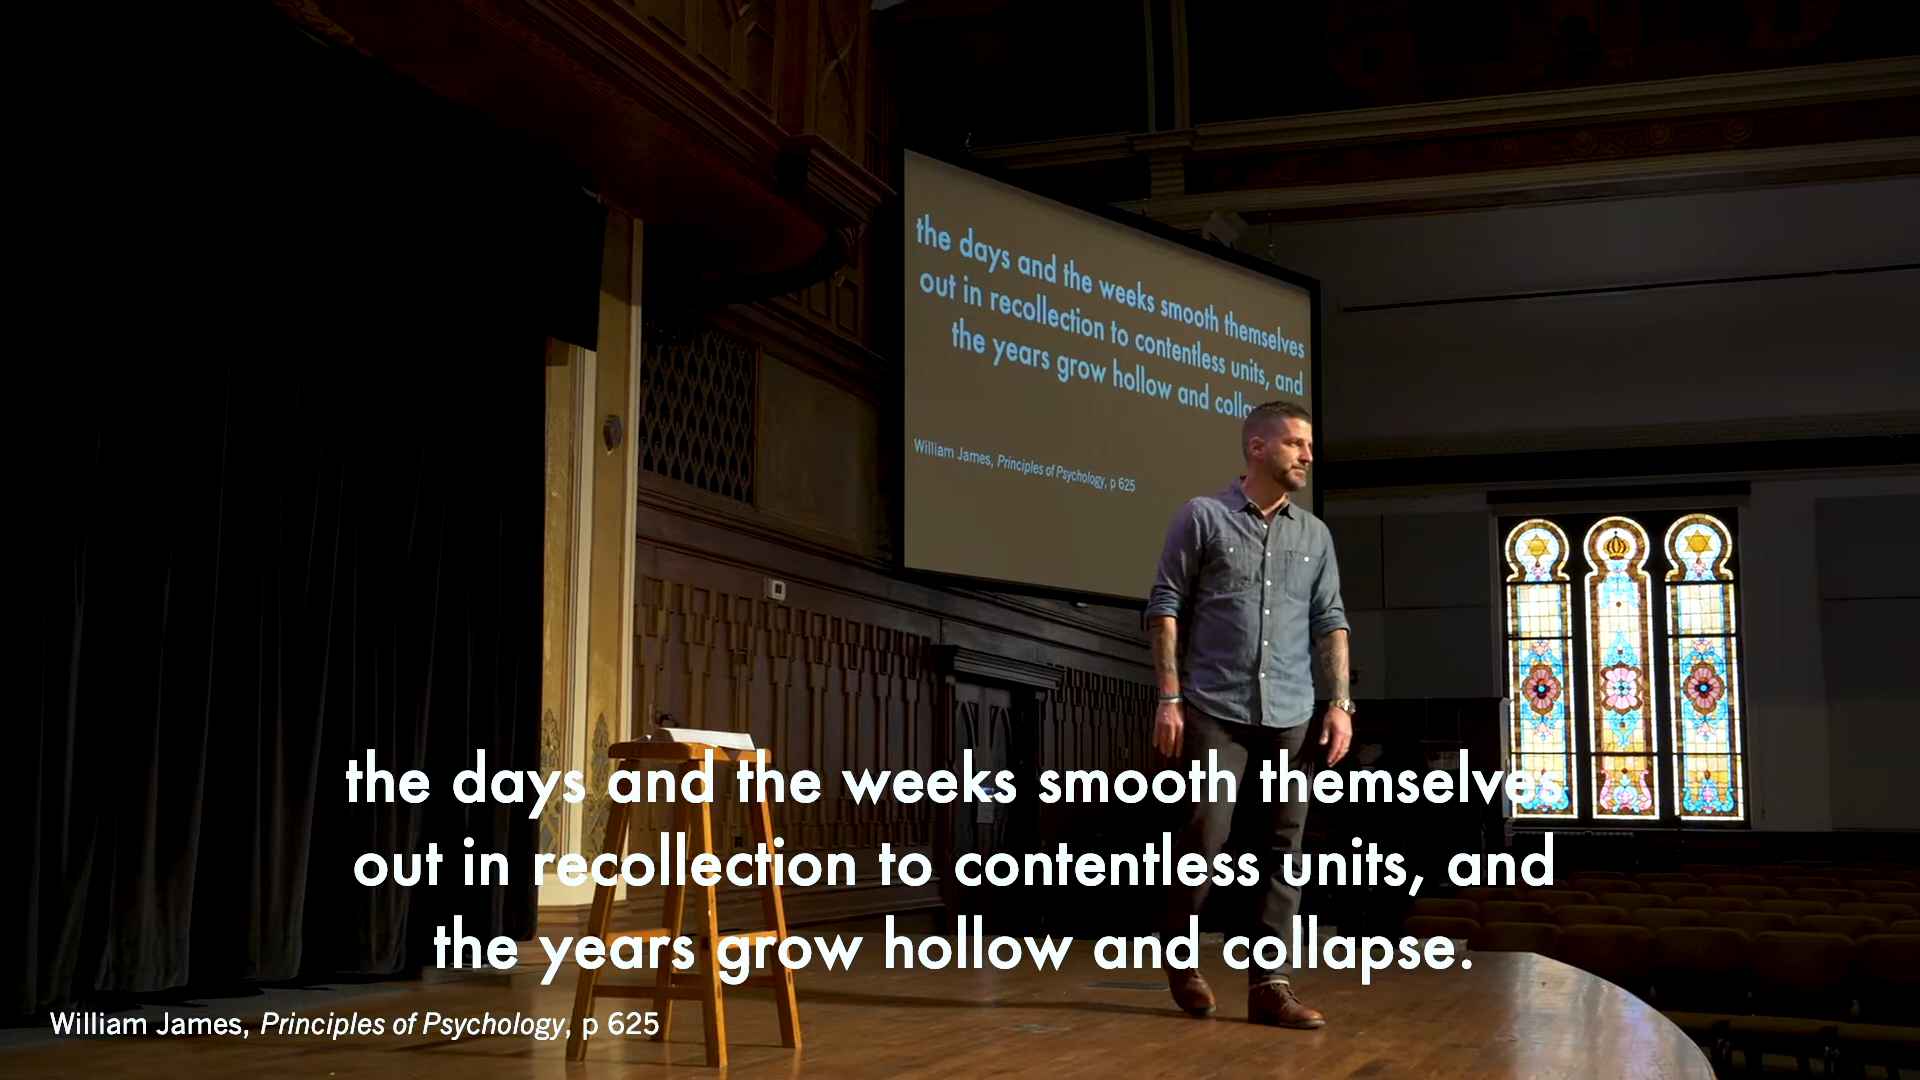 the days and the weeks smooth themselves
out in recollection to contentless units, and
the years grow hollow and
William James, Principles of Psychology, p 625
the days and the weeks smooth themselves
out in recollection to contentless units, and
the years grow hollow and collapse.
William James, Principles of Psychology, p 625